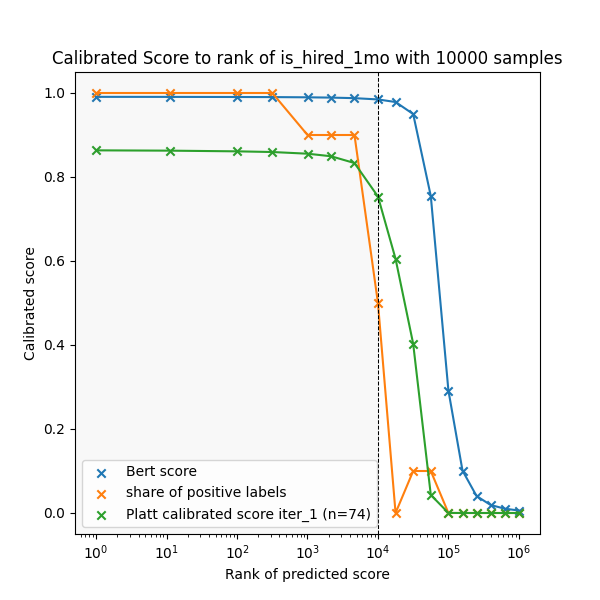 Calibrated Score to rank of is_hired_1mo with 10000 samples
1.0
0.8
0.6
0.4
0.2
0.0
Calibrated score
Bert score
share of positive labels
Platt calibrated score iter_1 (n=74)
10⁰ 10¹ 10² 10³ 10⁴ 10⁵ 10⁶
Rank of predicted score